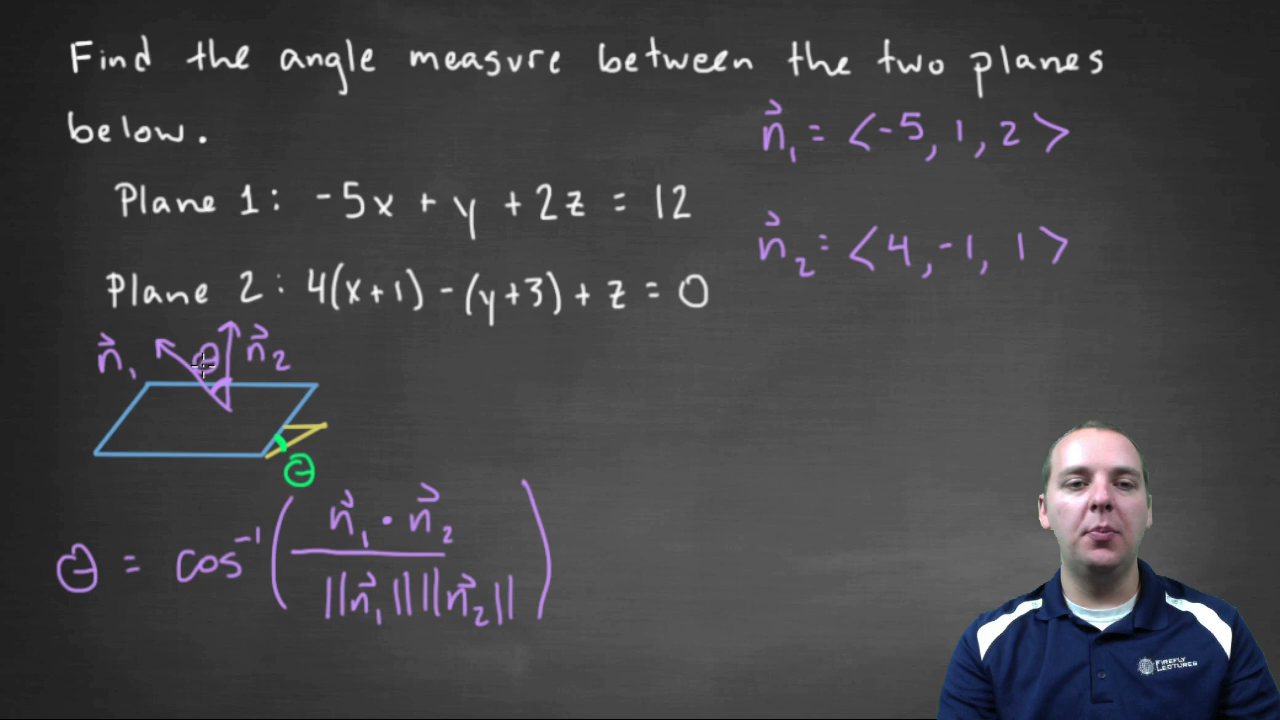 Find the angle measure between the two planes
below.
n⃗₁ = <-5, 1, 2>
Plane 1: -5x + y + 2z = 12
n⃗₂ = <4, -1, 1>
Plane 2: 4(x+1) - (y+3) + z = 0
n⃗₁ θ n⃗₂
θ
θ = cos⁻¹( (n⃗₁ · n⃗₂) / (||n⃗₁|| ||n⃗₂||) )
FIREFLY
LECTURES